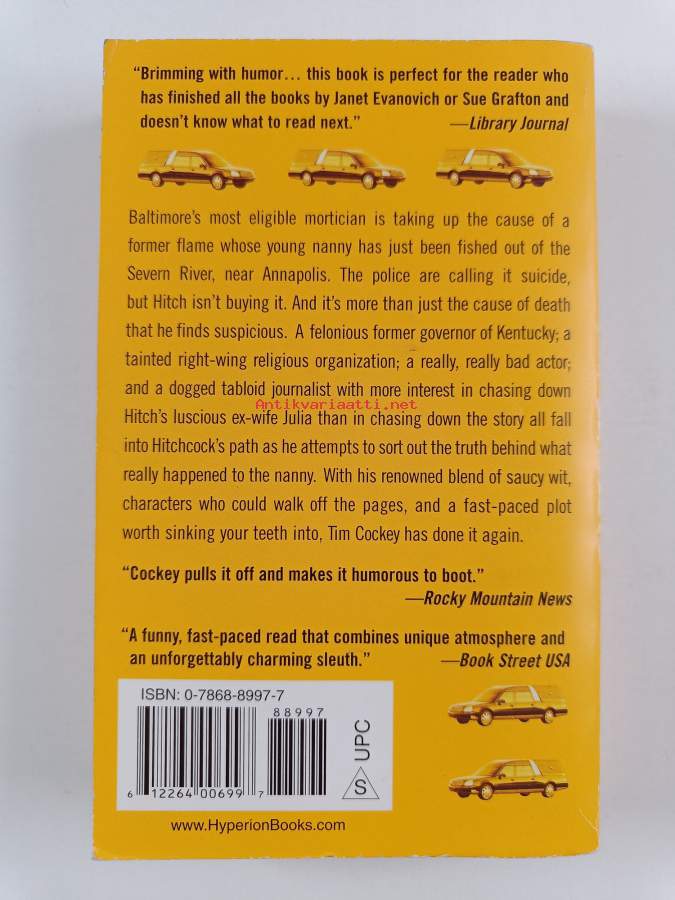 “Brimming with humor... this book is perfect for the reader who
has finished all the books by Janet Evanovich or Sue Grafton and
doesn’t know what to read next.” —Library Journal
Baltimore’s most eligible mortician is taking up the cause of a
former flame whose young nanny has just been fished out of the
Severn River, near Annapolis. The police are calling it suicide,
but Hitch isn’t buying it. And it’s more than just the cause of death
that he finds suspicious. A felonious former governor of Kentucky; a
tainted right-wing religious organization; a really, really bad actor;
and a dogged tabloid journalist with more interest in chasing down
Antikvariaatti.net
Hitch’s luscious ex-wife Julia than in chasing down the story all fall
into Hitchcock’s path as he attempts to sort out the truth behind what
really happened to the nanny. With his renowned blend of saucy wit,
characters who could walk off the pages, and a fast-paced plot
worth sinking your teeth into, Tim Cockey has done it again.
“Cockey pulls it off and makes it humorous to boot.”
—Rocky Mountain News
“A funny, fast-paced read that combines unique atmosphere and
an unforgettably charming sleuth.” —Book Street USA
ISBN: 0-7868-8997-7
88997
6 12264 00699 7
S UPC
www.HyperionBooks.com